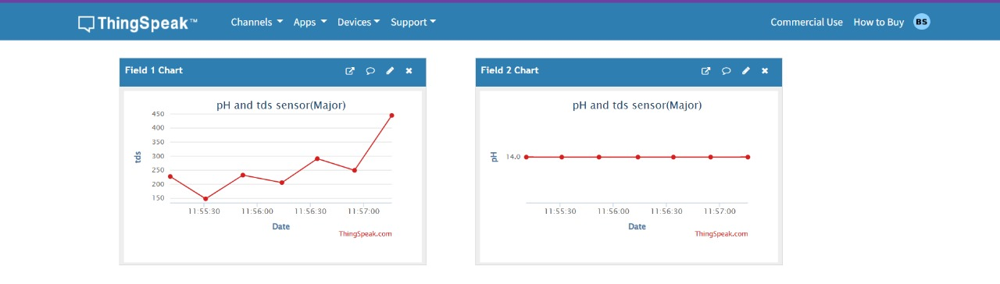 ThingSpeak™ Channels Apps Devices Support Commercial Use How to Buy BS
Field 1 Chart
pH and tds sensor(Major)
450
400
350
300
250
200
150
tds
11:55:30 11:56:00 11:56:30 11:57:00
Date
ThingSpeak.com
Field 2 Chart
pH and tds sensor(Major)
pH
14.0
11:55:30 11:56:00 11:56:30 11:57:00
Date
ThingSpeak.com